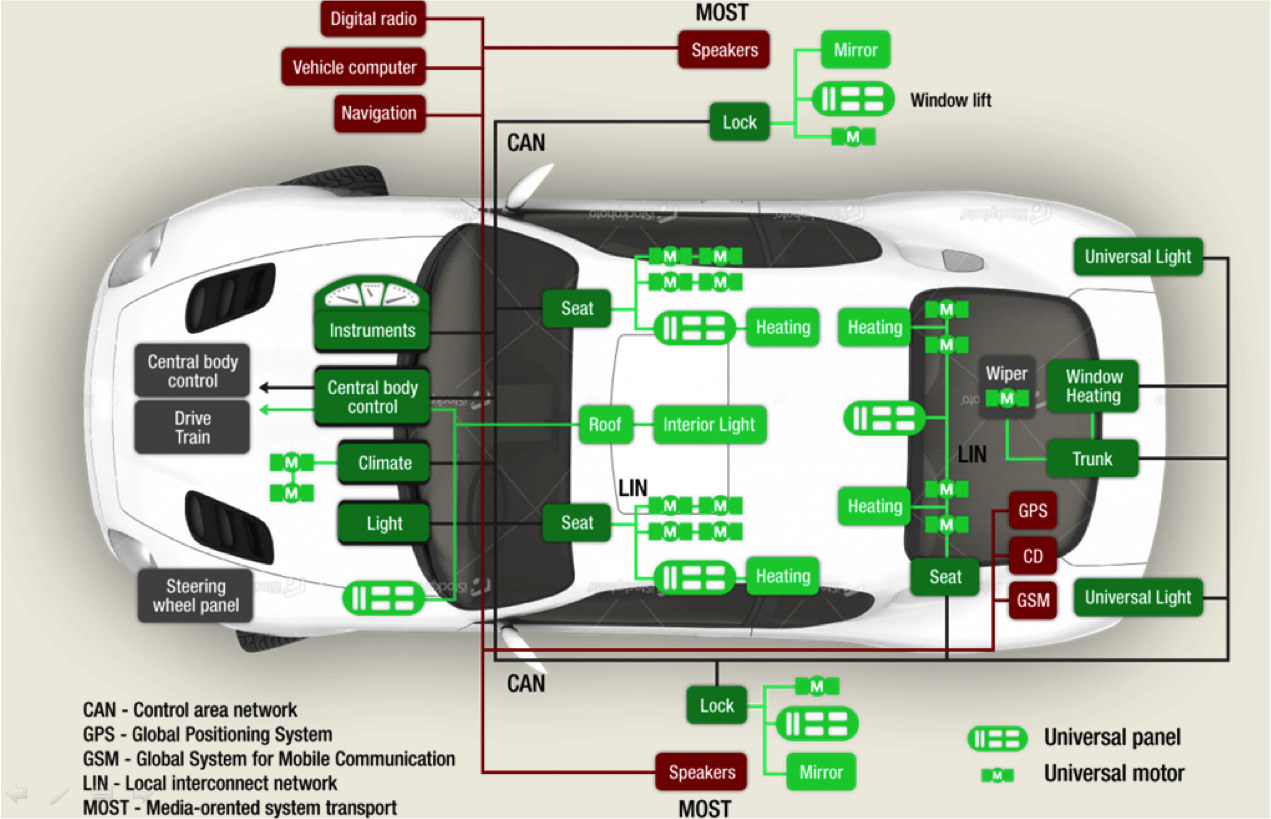 MOST
Digital radio
Speakers
Mirror
Vehicle computer
Navigation
Window lift
Lock
M
CAN
iStockphoto
iStockphoto
iStockphoto
iStockphoto
Universal Light
M M
M M
Seat
Instruments
Heating
Heating
M
M
Central body
control
Central body
control
Drive
Train
Wiper
M
Window
Heating
Roof
Interior Light
Climate
M
M
LIN
Trunk
LIN
Light
Seat
M M
M M
Heating
M
M
GPS
CD
GSM
Heating
Seat
Steering
wheel panel
Universal Light
CAN
Lock
M
Speakers
Mirror
MOST
CAN - Control area network
GPS - Global Positioning System
GSM - Global System for Mobile Communication
LIN - Local interconnect network
MOST - Media-orented system transport
Universal panel
M
Universal motor